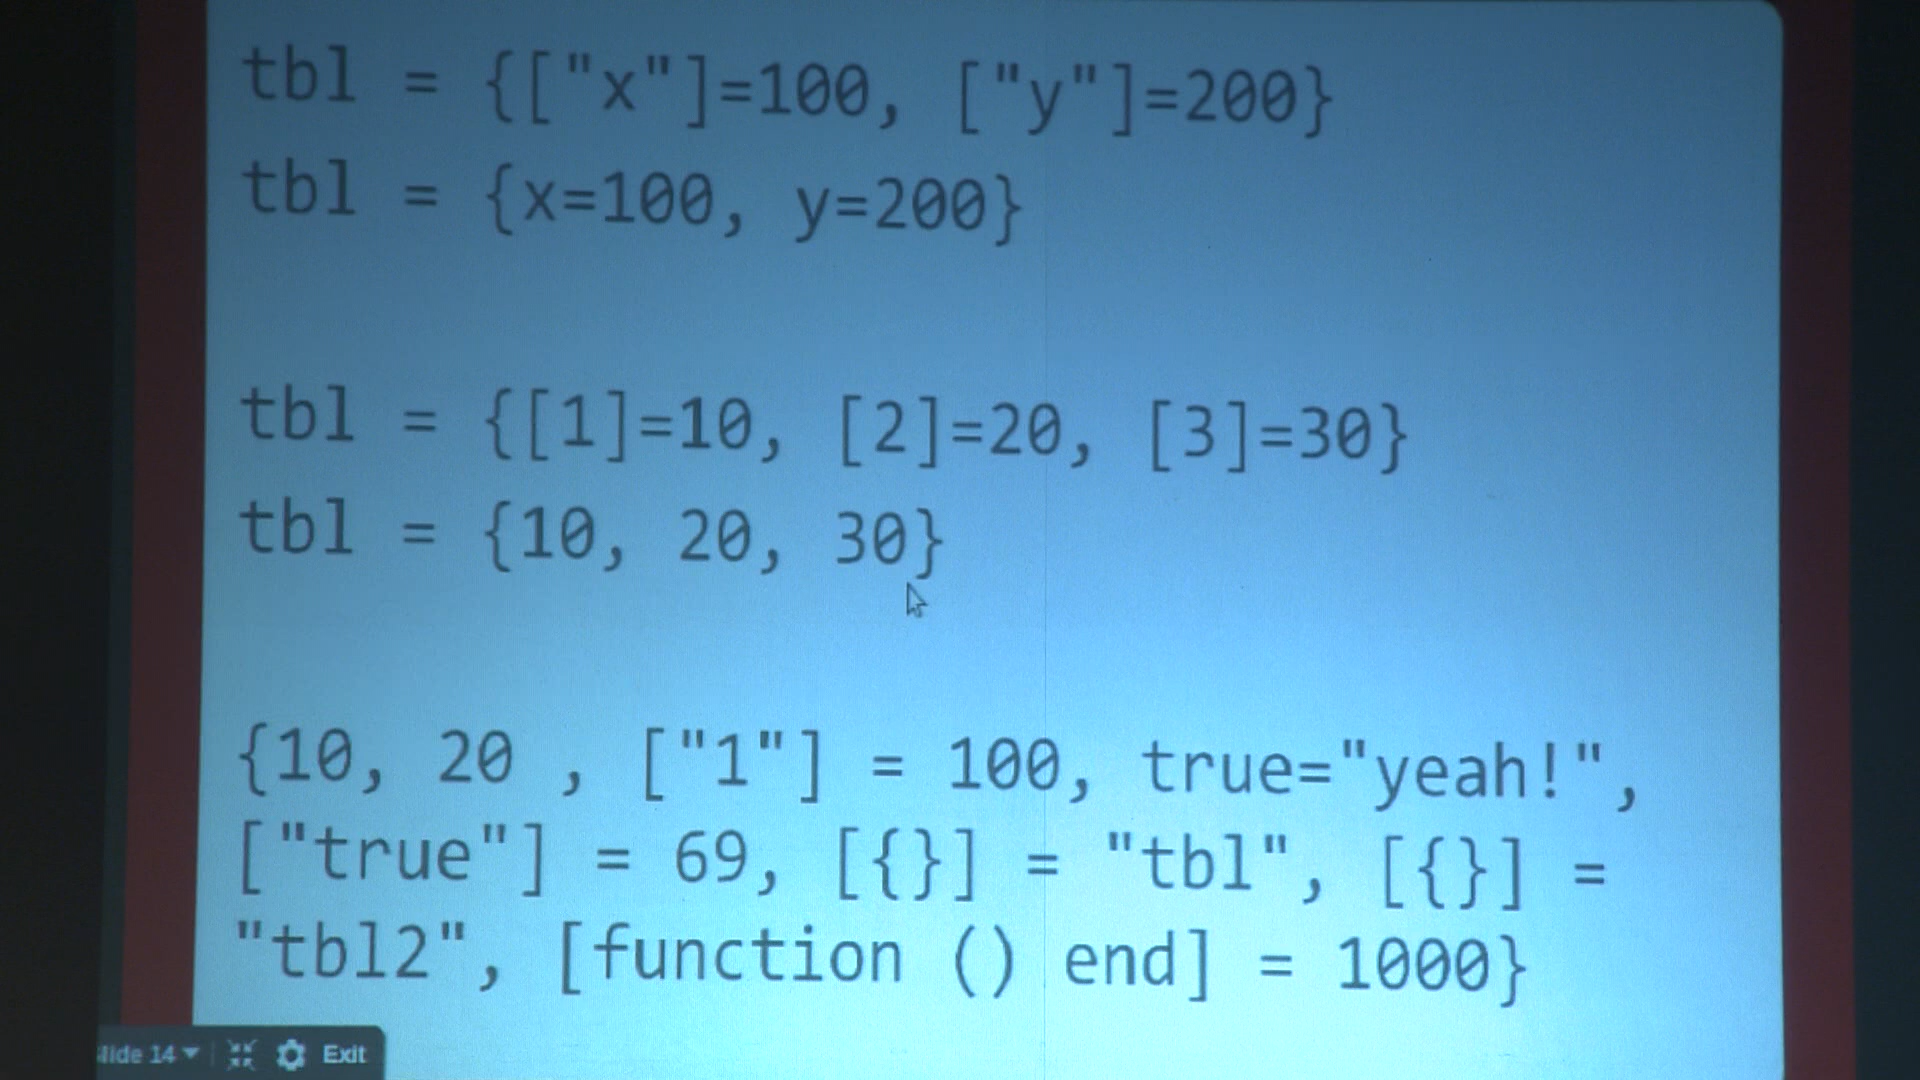 tbl = {["x"]=100, ["y"]=200}
tbl = {x=100, y=200}
tbl = {[1]=10, [2]=20, [3]=30}
tbl = {10, 20, 30}
{10, 20 , ["1"] = 100, true="yeah!",
["true"] = 69, [{}] = "tbl", [{}] =
"tbl2", [function () end] = 1000}
lide 14 Exit